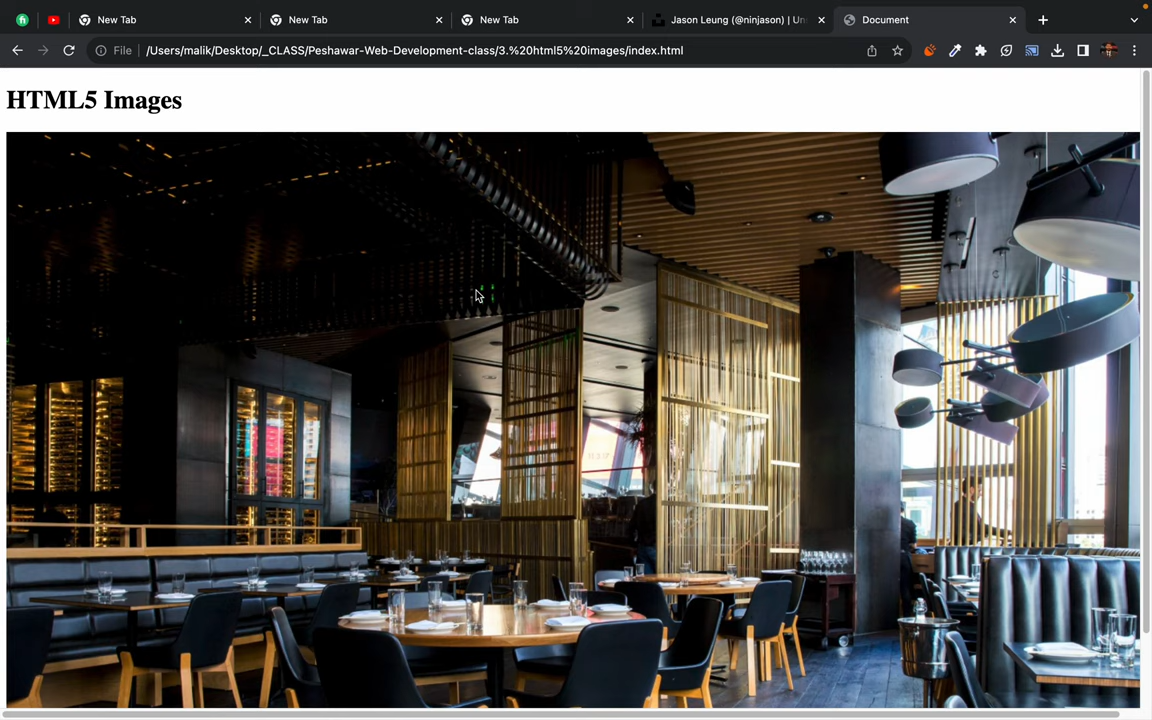 New Tab
New Tab
New Tab
Jason Leung (@ninjason) | Un
Document
File
/Users/malik/Desktop/_CLASS/Peshawar-Web-Development-class/3.%20html5%20images/index.html
HTML5 Images